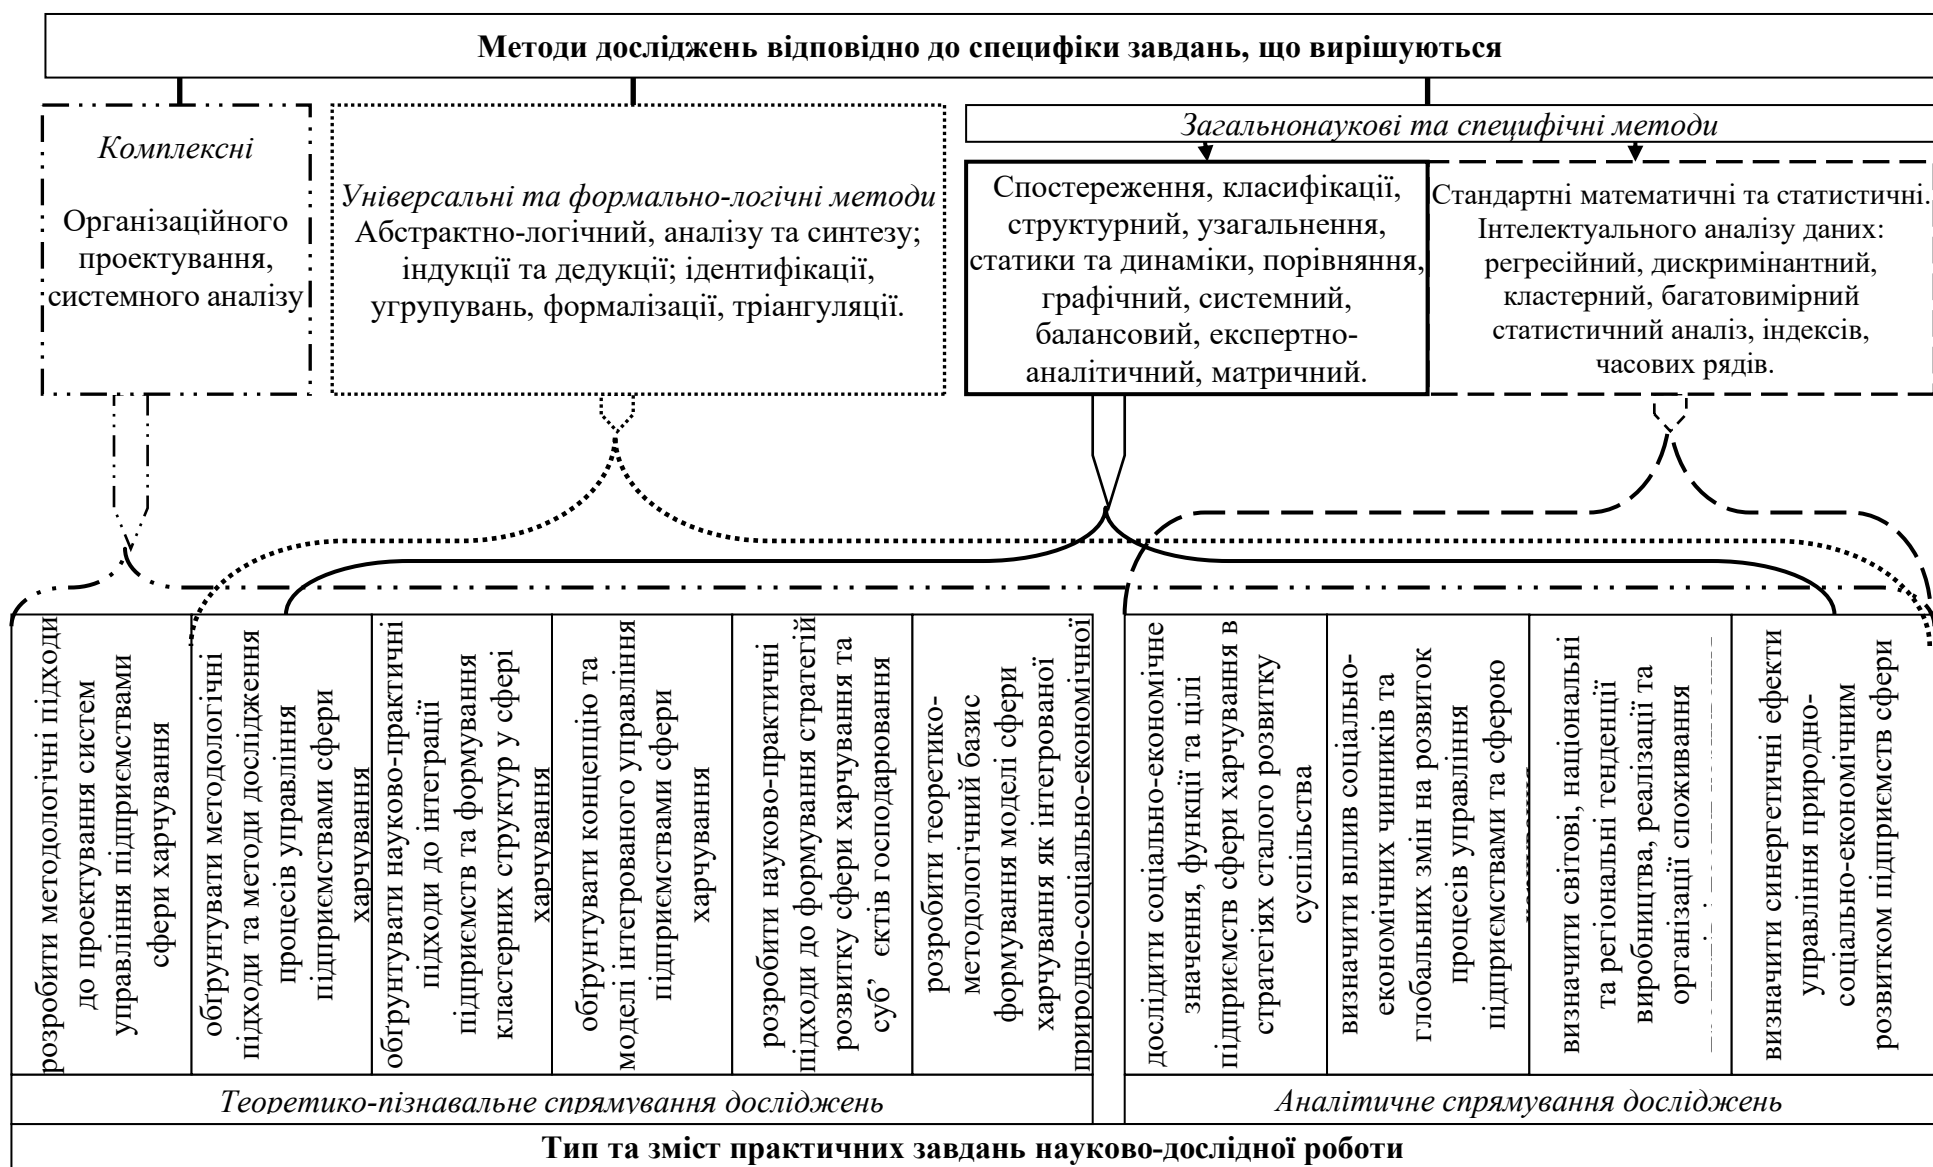 Методи досліджень відповідно до специфіки завдань, що вирішуються
Комплексні
Організаційного
проектування,
системного аналізу
Універсальні та формально-логічні методи
Абстрактно-логічний, аналізу та синтезу;
індукції та дедукції; ідентифікації,
угрупувань, формалізації, тріангуляції.
Загальнонаукові та специфічні методи
Спостереження, класифікації,
структурний, узагальнення,
статики та динаміки, порівняння,
графічний, системний,
балансовий, експертно-
аналітичний, матричний.
Стандартні математичні та статистичні.
Інтелектуального аналізу даних:
регресійний, дискримінантний,
кластерний, багатовимірний
статистичний аналіз, індексів,
часових рядів.
розробити методологічні підходи
до проектування систем
управління підприємствами
сфери харчування
обґрунтувати методологічні
підходи та методи дослідження
процесів управління
підприємствами сфери
харчування
обґрунтувати науково-практичні
підходи до інтеграції
підприємств та формування
кластерних структур у сфері
харчування
обґрунтувати концепцію та
моделі інтегрованого управління
підприємствами сфери
харчування
розробити науково-практичні
підходи до формування стратегій
розвитку сфери харчування та
суб’єктів господарювання
розробити теоретико-
методологічний базис
формування моделі сфери
харчування як інтегрованої
природно-соціально-економічної
дослідити соціально-економічне
значення, функції та цілі
підприємств сфери харчування в
стратегіях сталого розвитку
суспільства
визначити вплив соціально-
економічних чинників та
глобальних змін на розвиток
процесів управління
підприємствами та сферою
визначити світові, національні
та регіональні тенденції
виробництва, реалізації та
організації споживання
визначити синергетичні ефекти
управління природно-
соціально-економічним
розвитком підприємств сфери
Теоретико-пізнавальне спрямування досліджень
Аналітичне спрямування досліджень
Тип та зміст практичних завдань науково-дослідної роботи